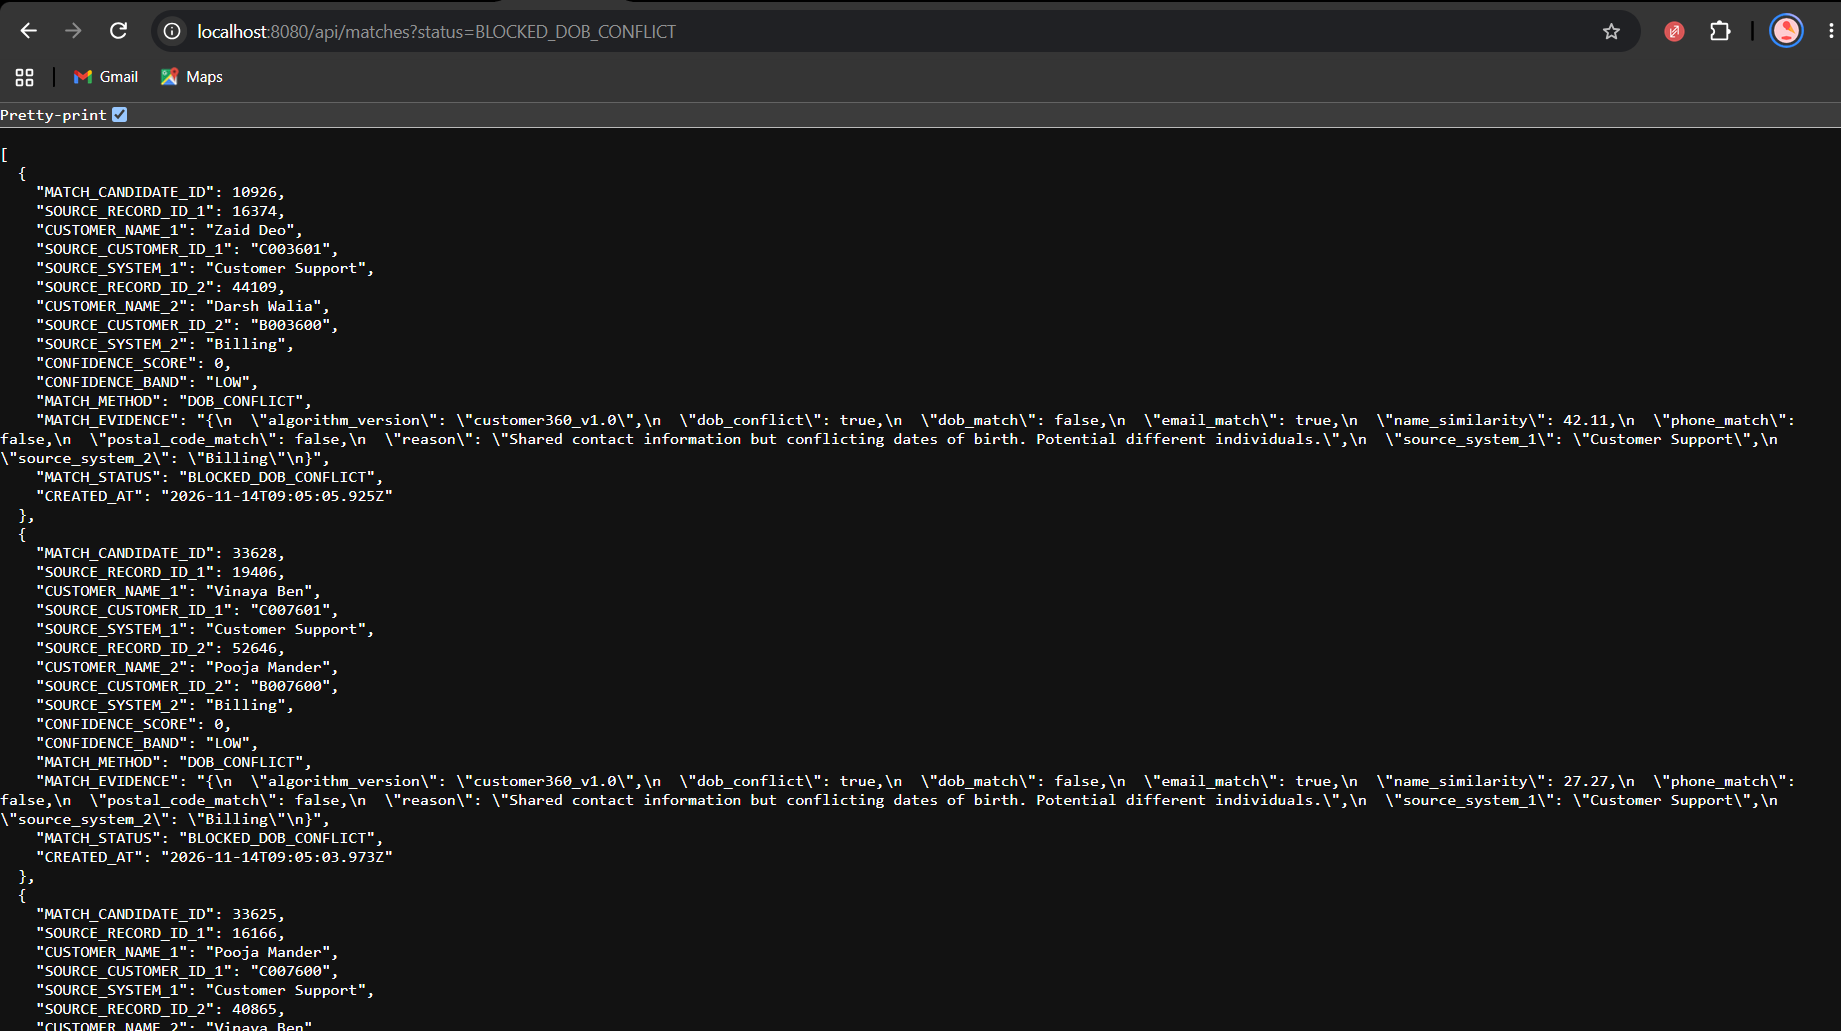 localhost:8080/api/matches?status=BLOCKED_DOB_CONFLICT
Gmail Maps
Pretty-print
[
  {
    "MATCH_CANDIDATE_ID": 10926,
    "SOURCE_RECORD_ID_1": 16374,
    "CUSTOMER_NAME_1": "Zaid Deo",
    "SOURCE_CUSTOMER_ID_1": "C003601",
    "SOURCE_SYSTEM_1": "Customer Support",
    "SOURCE_RECORD_ID_2": 44109,
    "CUSTOMER_NAME_2": "Darsh Walia",
    "SOURCE_CUSTOMER_ID_2": "B003600",
    "SOURCE_SYSTEM_2": "Billing",
    "CONFIDENCE_SCORE": 0,
    "CONFIDENCE_BAND": "LOW",
    "MATCH_METHOD": "DOB_CONFLICT",
    "MATCH_EVIDENCE": "{\n  \"algorithm_version\": \"customer360_v1.0\",\n  \"dob_conflict\": true,\n  \"dob_match\": false,\n  \"email_match\": true,\n  \"name_similarity\": 42.11,\n  \"phone_match\":
false,\n  \"postal_code_match\": false,\n  \"reason\": \"Shared contact information but conflicting dates of birth. Potential different individuals.\",\n  \"source_system_1\": \"Customer Support\",\n
\"source_system_2\": \"Billing\"\n}",
    "MATCH_STATUS": "BLOCKED_DOB_CONFLICT",
    "CREATED_AT": "2026-11-14T09:05:05.925Z"
  },
  {
    "MATCH_CANDIDATE_ID": 33628,
    "SOURCE_RECORD_ID_1": 19406,
    "CUSTOMER_NAME_1": "Vinaya Ben",
    "SOURCE_CUSTOMER_ID_1": "C007601",
    "SOURCE_SYSTEM_1": "Customer Support",
    "SOURCE_RECORD_ID_2": 52646,
    "CUSTOMER_NAME_2": "Pooja Mander",
    "SOURCE_CUSTOMER_ID_2": "B007600",
    "SOURCE_SYSTEM_2": "Billing",
    "CONFIDENCE_SCORE": 0,
    "CONFIDENCE_BAND": "LOW",
    "MATCH_METHOD": "DOB_CONFLICT",
    "MATCH_EVIDENCE": "{\n  \"algorithm_version\": \"customer360_v1.0\",\n  \"dob_conflict\": true,\n  \"dob_match\": false,\n  \"email_match\": true,\n  \"name_similarity\": 27.27,\n  \"phone_match\":
false,\n  \"postal_code_match\": false,\n  \"reason\": \"Shared contact information but conflicting dates of birth. Potential different individuals.\",\n  \"source_system_1\": \"Customer Support\",\n
\"source_system_2\": \"Billing\"\n}",
    "MATCH_STATUS": "BLOCKED_DOB_CONFLICT",
    "CREATED_AT": "2026-11-14T09:05:03.973Z"
  },
  {
    "MATCH_CANDIDATE_ID": 33625,
    "SOURCE_RECORD_ID_1": 16166,
    "CUSTOMER_NAME_1": "Pooja Mander",
    "SOURCE_CUSTOMER_ID_1": "C007600",
    "SOURCE_SYSTEM_1": "Customer Support",
    "SOURCE_RECORD_ID_2": 40865,
    "CUSTOMER_NAME_2": "Vinaya Ben"